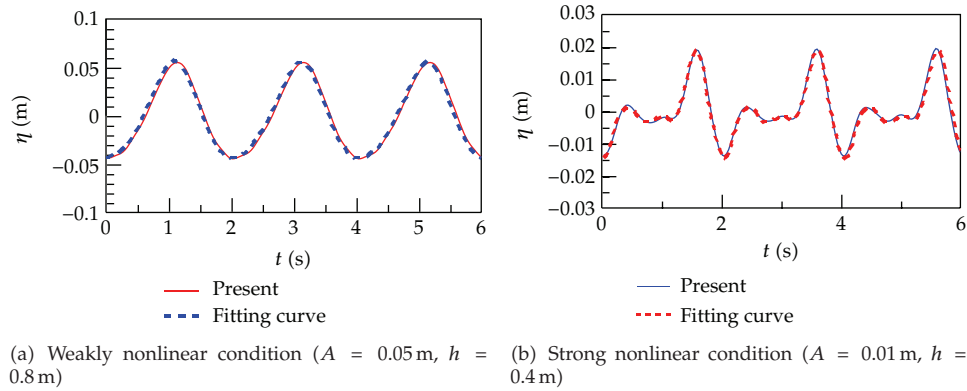 0.1
0.05
0
−0.05
−0.1
η (m)
0 1 2 3 4 5 6
t (s)
Present
Fitting curve
(a) Weakly nonlinear condition (A = 0.05 m, h =
0.8 m)
0.03
0.02
0.01
0
−0.01
−0.02
−0.03
η (m)
0 2 4 6
t (s)
Present
Fitting curve
(b) Strong nonlinear condition (A = 0.01 m, h =
0.4 m)